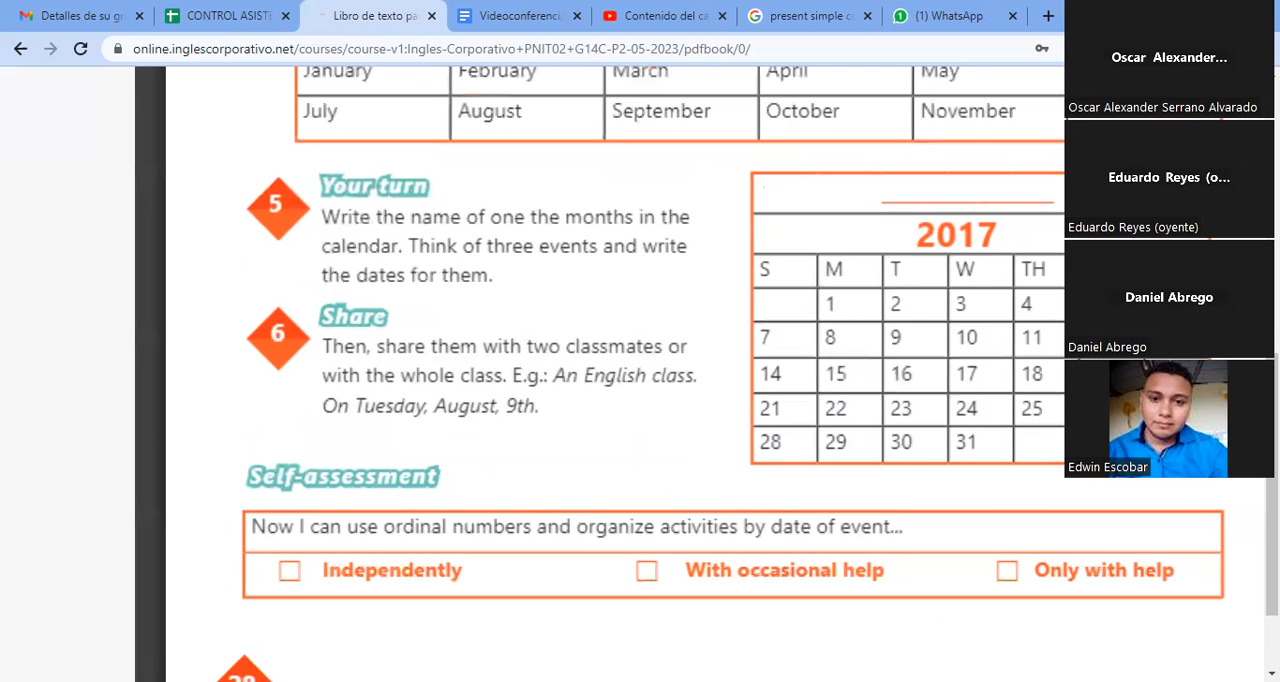 Detalles de su gr
CONTROL ASISTE
Libro de texto pa
Videoconferenci
Contenido del ca
present simple c
(1) WhatsApp
online.inglescorporativo.net/courses/course-v1:Ingles-Corporativo+PNIT02+G14C-P2-05-2023/pdfbook/0/
January February March April May
July August September October November
5 Your turn
Write the name of one the months in the
calendar. Think of three events and write
the dates for them.
6 Share
Then, share them with two classmates or
with the whole class. E.g.: An English class.
On Tuesday, August, 9th.
2017
S M T W TH
1 2 3 4
7 8 9 10 11
14 15 16 17 18
21 22 23 24 25
28 29 30 31
Self-assessment
Now I can use ordinal numbers and organize activities by date of event...
Independently With occasional help Only with help
28
Oscar Alexander...
Oscar Alexander Serrano Alvarado
Eduardo Reyes (o...
Eduardo Reyes (oyente)
Daniel Abrego
Daniel Abrego
Edwin Escobar